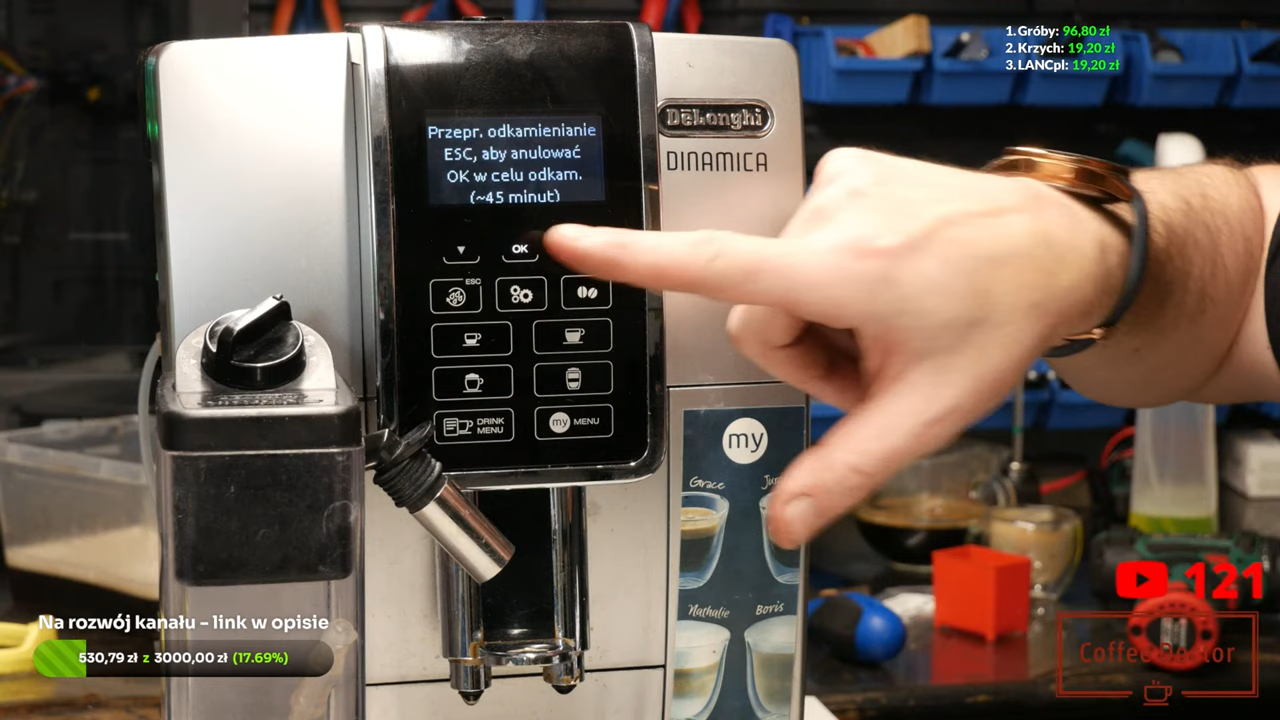 1. Gróby: 96,80 zł
2. Krzych: 19,20 zł
3. LANCpl: 19,20 zł
DeLonghi
DINAMICA
Przepr. odkamienianie
ESC, aby anulować
OK w celu odkam.
(~45 minut)
OK
ESC
DRINK
MENU
my MENU
my
Grace
Nathalie Boris
Na rozwój kanału - link w opisie
530,79 zł z 3000,00 zł (17.69%)
121
Coffee Doctor